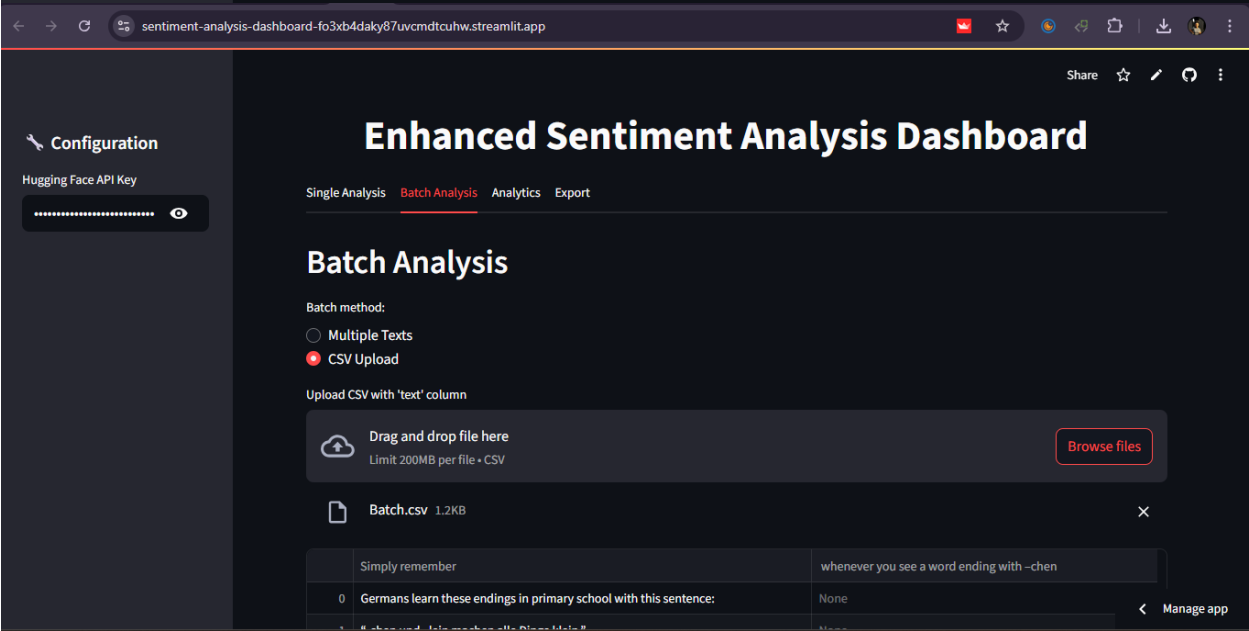 sentiment-analysis-dashboard-fo3xb4daky87uvcmdtcuhw.streamlit.app
Share
Configuration
Hugging Face API Key
Enhanced Sentiment Analysis Dashboard
Single Analysis Batch Analysis Analytics Export
Batch Analysis
Batch method:
Multiple Texts
CSV Upload
Upload CSV with 'text' column
Drag and drop file here
Limit 200MB per file • CSV
Browse files
Batch.csv 1.2KB
Simply remember whenever you see a word ending with –chen
0 Germans learn these endings in primary school with this sentence: None
Manage app